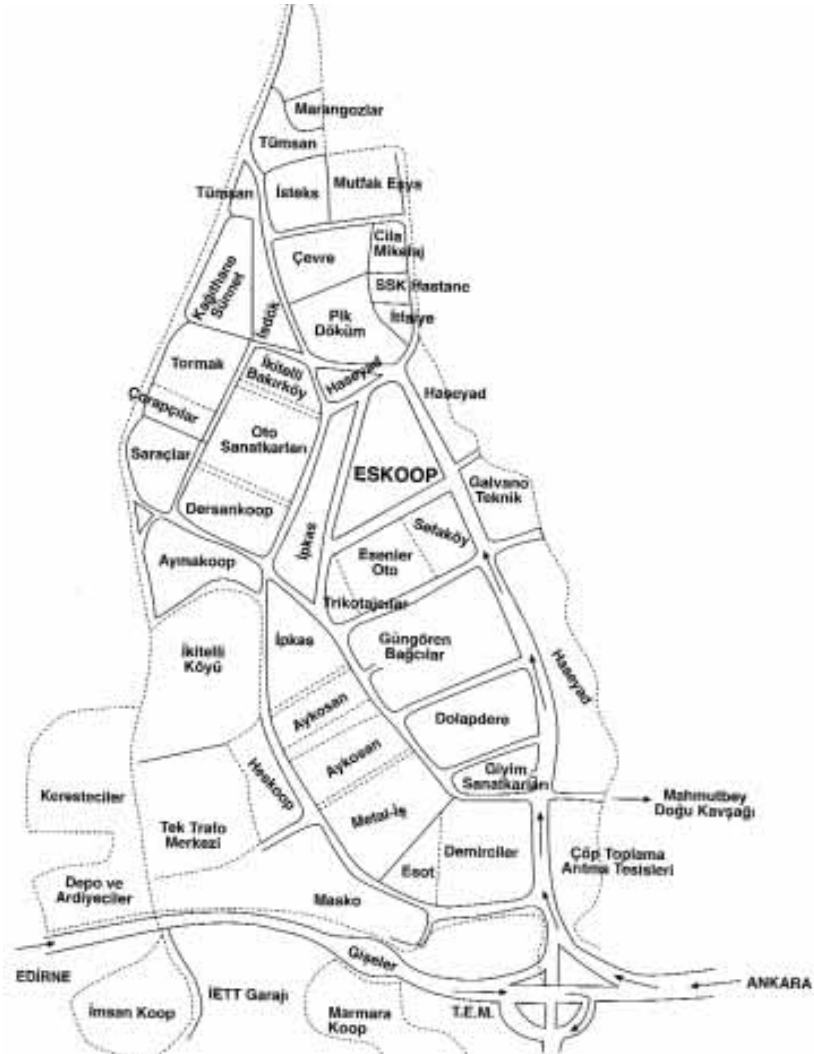 Marangozlar
Tümsan
Tümsan
İsteks
Mutfak Eşya
Çevre
Cila
Mikelaj
SSK Hastane
İtfaiye
Kağıthane
Sünnet
İsdök
Pik
Döküm
Tormak
İkitelli
Bakırköy
Haseyad
Haseyad
Çorapçılar
Saraçlar
Oto
Sanatkarları
ESKOOP
Galvano
Teknik
Dersankoop
İpkas
Sefaköy
Esenler
Oto
Aymakoop
Trikotajcılar
İkitelli
Köyü
İpkas
Güngören
Bağcılar
Haseyad
Aykosan
Dolapdere
Aykosan
Keresteciler
Heskoop
Giyim
Sanatkarları
Mahmutbey
Doğu Kavşağı
Tek Trafo
Merkezi
Metal-İş
Demirciler
Esot
Çöp Toplama
Arıtma Tesisleri
Depo ve
Ardiyeciler
Masko
Gişeler
EDİRNE
ANKARA
İmsan Koop
İETT Garajı
Marmara
Koop
T.E.M.